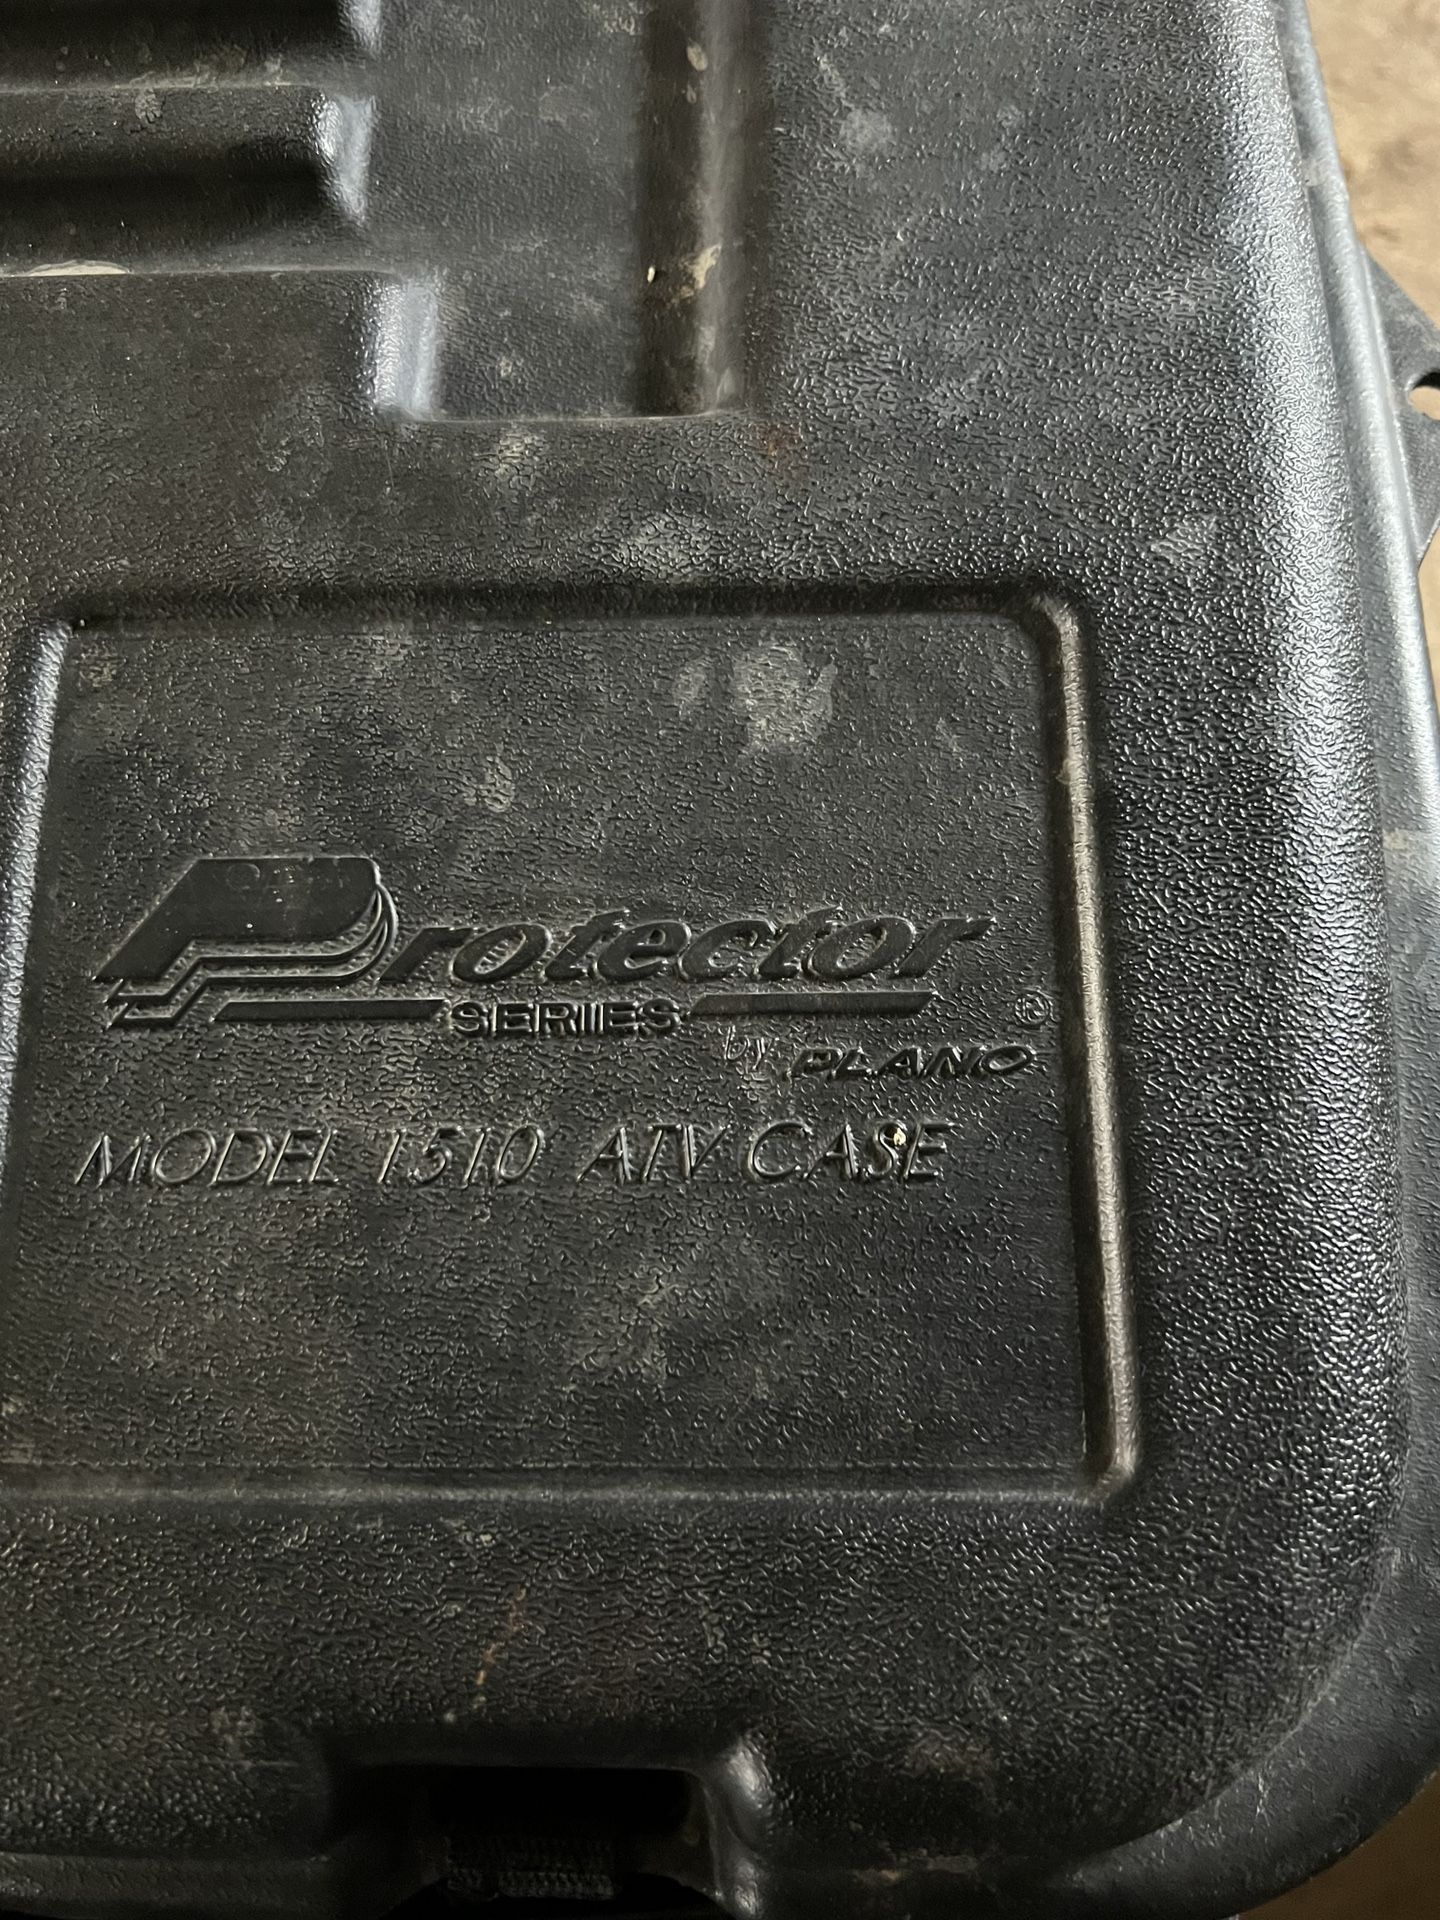 Protector
SERIES
®
by PLANO
MODEL 1510 ATV CASE